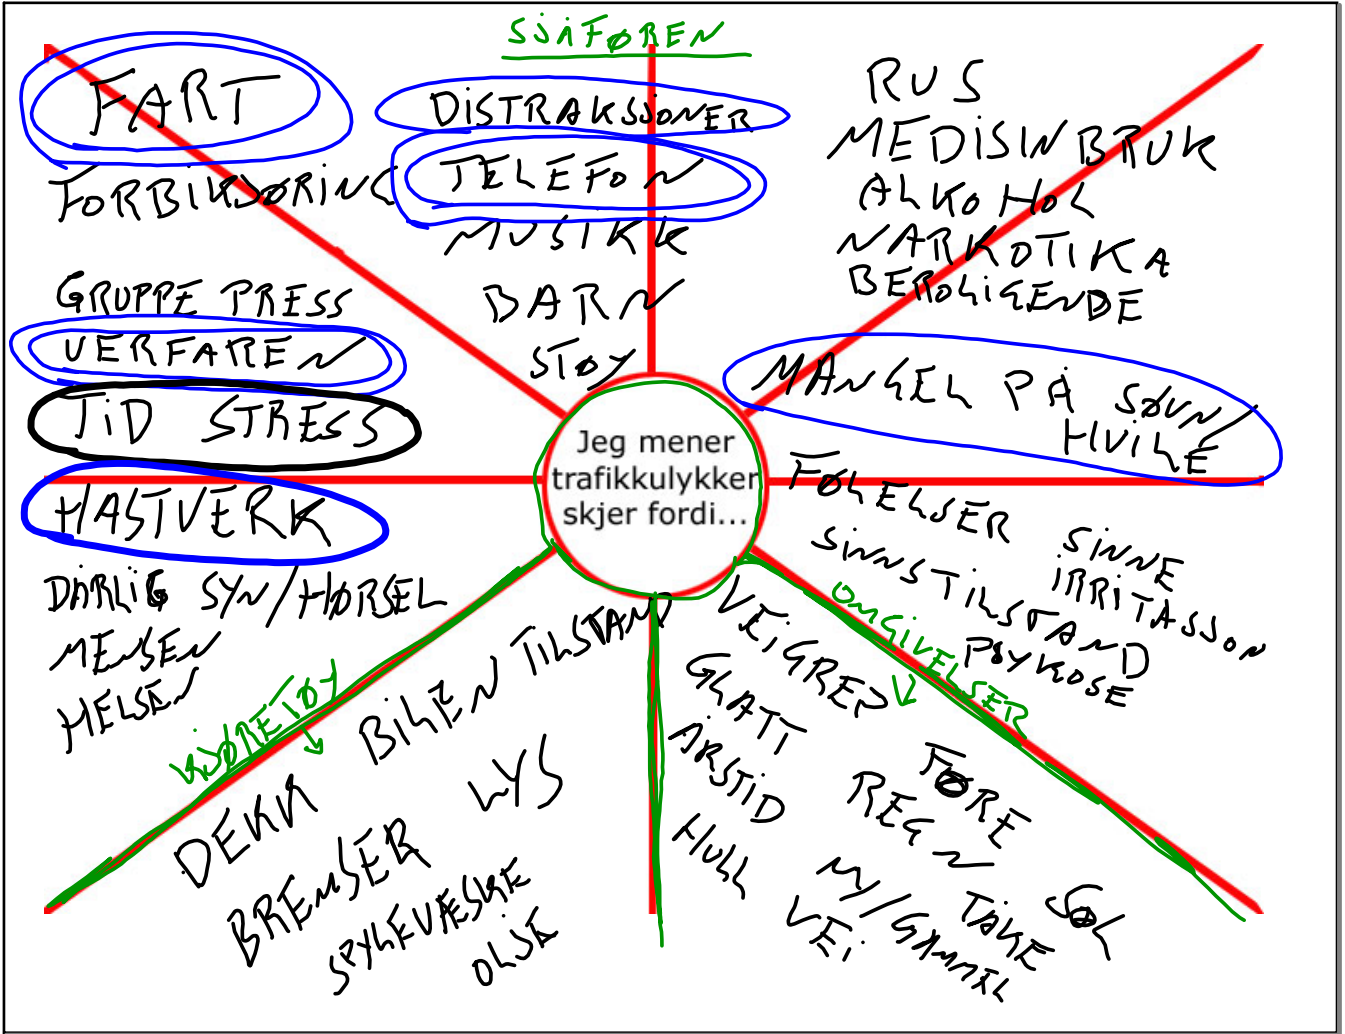 SJÅFØREN
FART
FORBIKJØRING
DISTRAKSJONER
TELEFON
MUSIKK
BARN
STØY
RUS
MEDISINBRUK
ALKOHOL
NARKOTIKA
BEROLIGENDE
GRUPPE PRESS
UERFAREN
TID STRESS
HASTVERK
DÅRLIG SYN/HØRSEL
MENSEN
HELSEN
MANGEL PÅ SØVN/
HVILE
Jeg mener
trafikkulykker
skjer fordi...
FØLELSER
SINNSTILSTAND
SINNE
IRRITASJON
PSYKOSE
KJØRETØY
BILEN TILSTAND
DEKK
LYS
BREMSER
SPYLEVÆSKE
OLJE
OMGIVELSER
VEIGREP
GLATT
ÅRSTID
HULL
FØRE
REGN
NY/GAMMEL
VEI
TÅKE
SOL